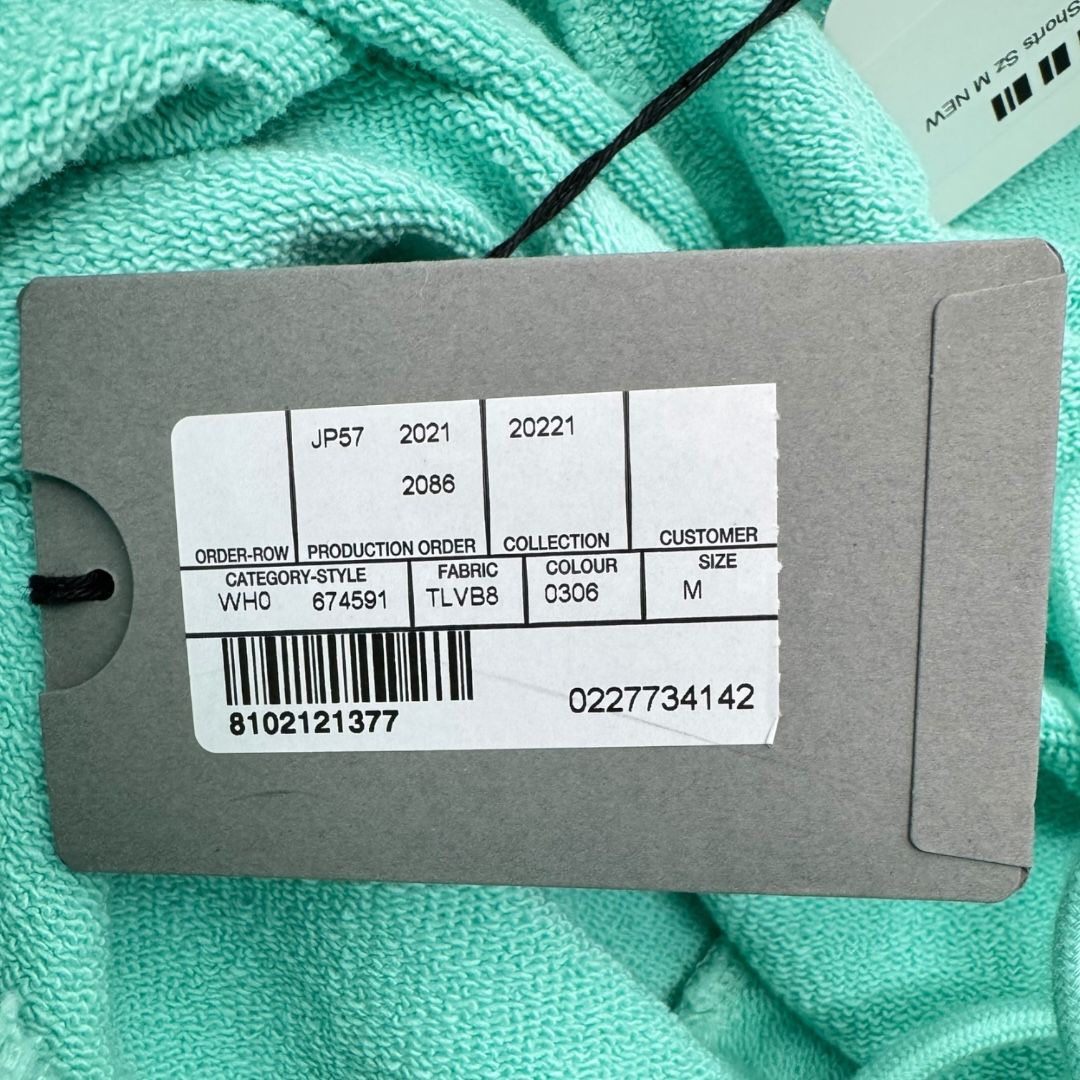 Shorts Sz M NEW
JP57 2021 20221
2086
ORDER-ROW PRODUCTION ORDER COLLECTION CUSTOMER
CATEGORY-STYLE FABRIC COLOUR SIZE
WH0 674591 TLVB8 0306 M
8102121377 0227734142